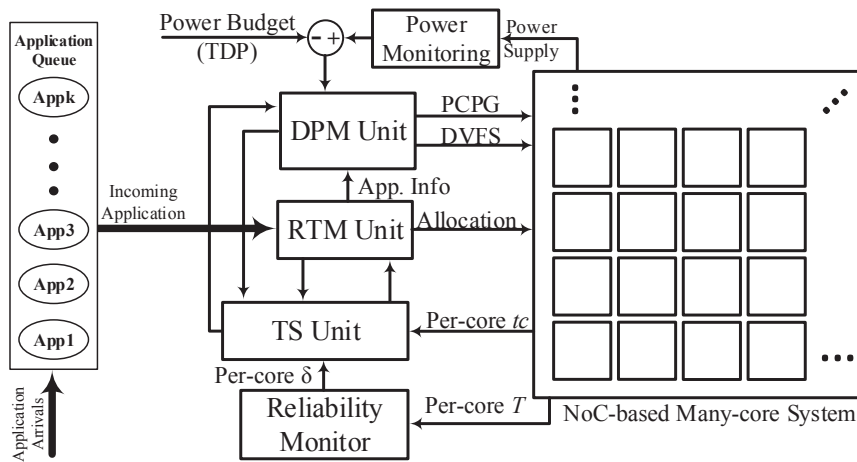 Application
Queue
Appk
App3
App2
App1
Application
Arrivals
Incoming
Application
Power Budget
(TDP)
- +
Power
Monitoring
Power
Supply
DPM Unit
PCPG
DVFS
App. Info
RTM Unit
Allocation
TS Unit
Per-core tc
Per-core δ
Reliability
Monitor
Per-core T
NoC-based Many-core System